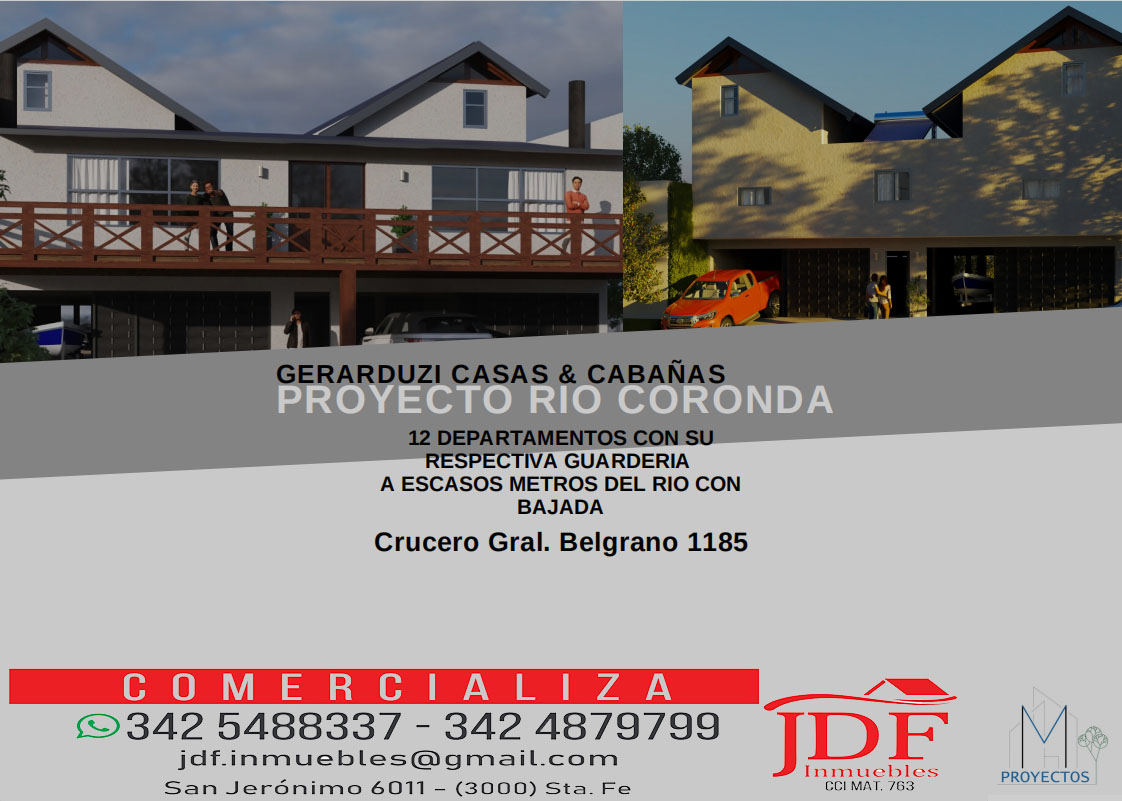 GERARDUZI CASAS & CABAÑAS
PROYECTO RIO CORONDA
12 DEPARTAMENTOS CON SU
RESPECTIVA GUARDERIA
A ESCASOS METROS DEL RIO CON
BAJADA
Crucero Gral. Belgrano 1185
COMERCIALIZA
342 5488337 - 342 4879799
jdf.inmuebles@gmail.com
San Jerónimo 6011 – (3000) Sta. Fe
JDF
Inmuebles
CCI MAT. 763
M
PROYECTOS